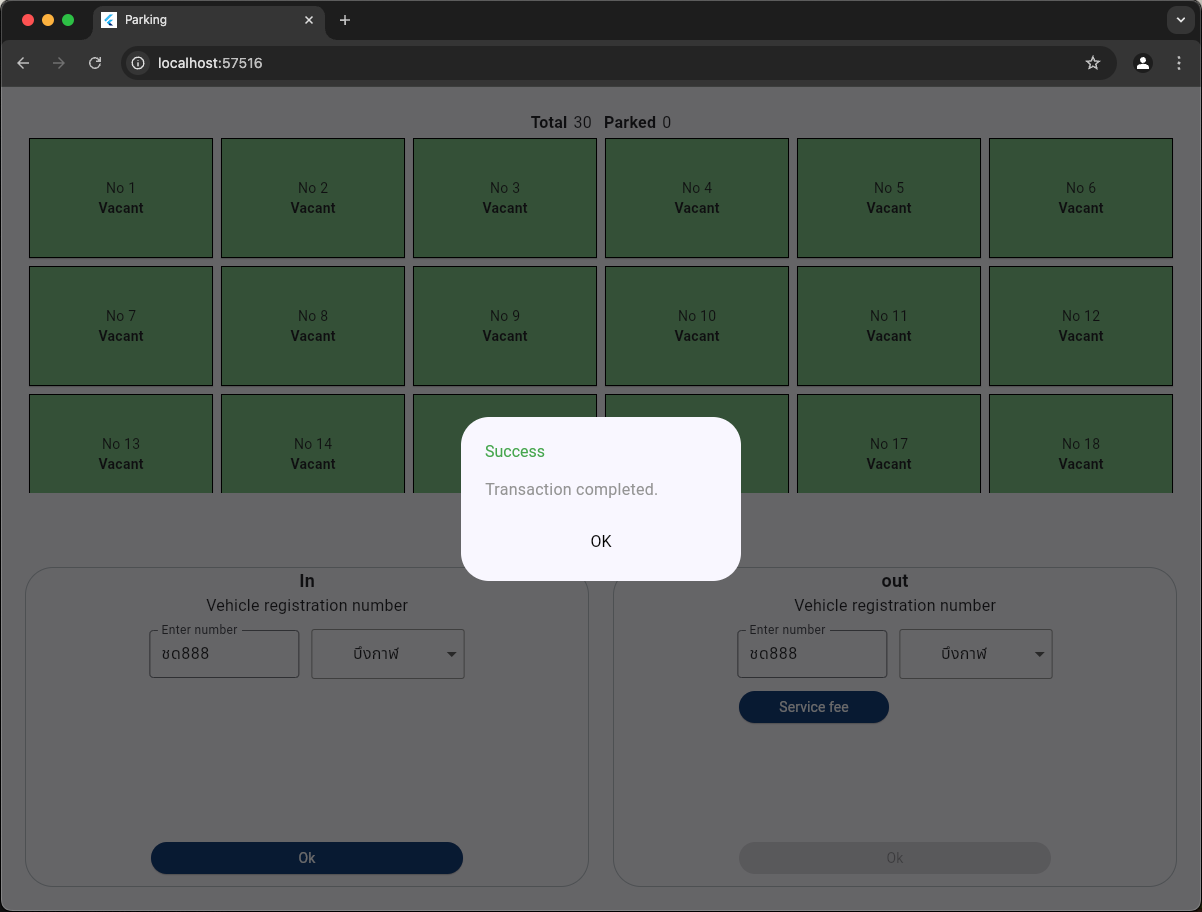 Parking
localhost:57516
Total 30 Parked 0
No 1
Vacant
No 2
Vacant
No 3
Vacant
No 4
Vacant
No 5
Vacant
No 6
Vacant
No 7
Vacant
No 8
Vacant
No 9
Vacant
No 10
Vacant
No 11
Vacant
No 12
Vacant
No 13
Vacant
No 14
Vacant
No 17
Vacant
No 18
Vacant
Success
Transaction completed.
OK
In
Vehicle registration number
Enter number
ชด888
บึงกาฬ
Ok
out
Vehicle registration number
Enter number
ชด888
บึงกาฬ
Service fee
Ok